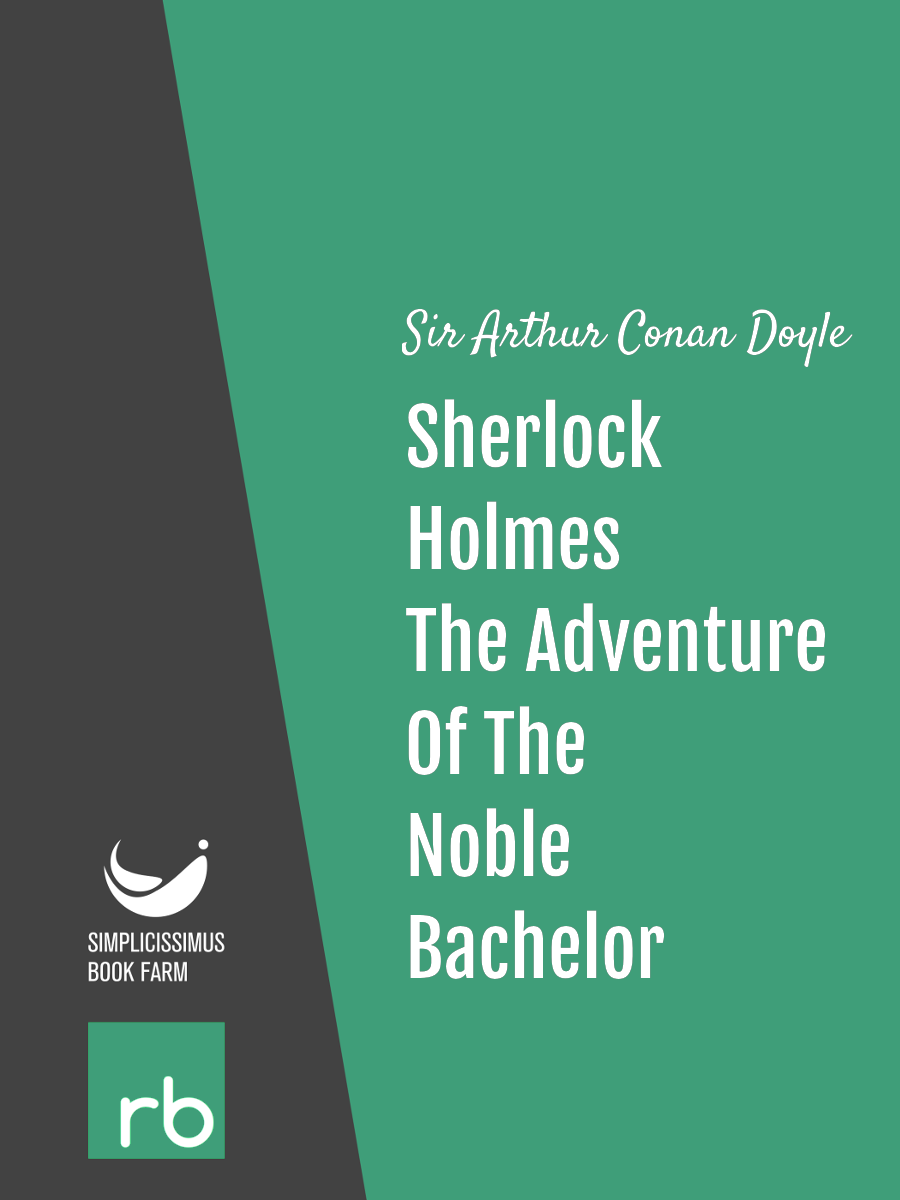 Sir Arthur Conan Doyle
Sherlock
Holmes
The Adventure
Of The
Noble
Bachelor
SIMPLICISSIMUS
BOOK FARM
rb